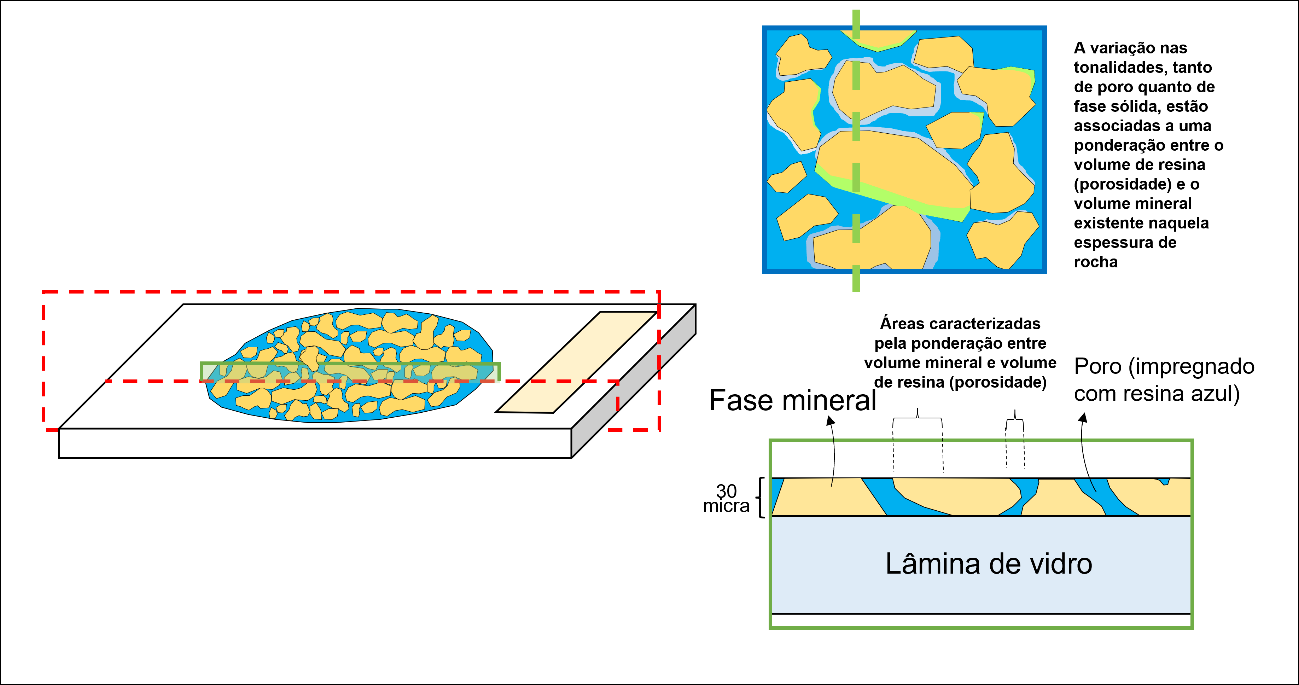 A variação nas
tonalidades, tanto
de poro quanto de
fase sólida, estão
associadas a uma
ponderação entre o
volume de resina
(porosidade) e o
volume mineral
existente naquela
espessura de
rocha
Áreas caracterizadas
pela ponderação entre
volume mineral e volume
de resina (porosidade)
Poro (impregnado
com resina azul)
Fase mineral
30
micra
Lâmina de vidro